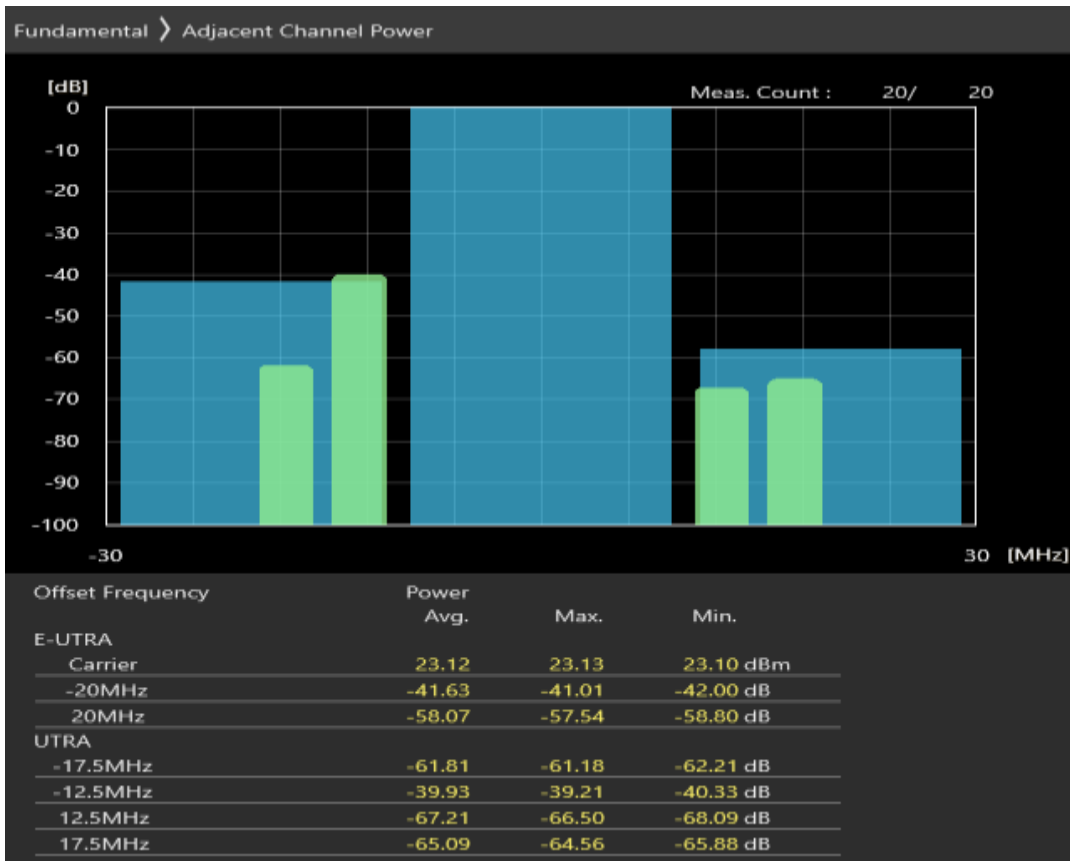 Fundamental ❯ Adjacent Channel Power
[dB]
Meas. Count : 20/ 20
0
-10
-20
-30
-40
-50
-60
-70
-80
-90
-100
-30 30 [MHz]
Offset Frequency Power
Avg. Max. Min.
E-UTRA
Carrier 23.12 23.13 23.10 dBm
-20MHz -41.63 -41.01 -42.00 dB
20MHz -58.07 -57.54 -58.80 dB
UTRA
-17.5MHz -61.81 -61.18 -62.21 dB
-12.5MHz -39.93 -39.21 -40.33 dB
12.5MHz -67.21 -66.50 -68.09 dB
17.5MHz -65.09 -64.56 -65.88 dB